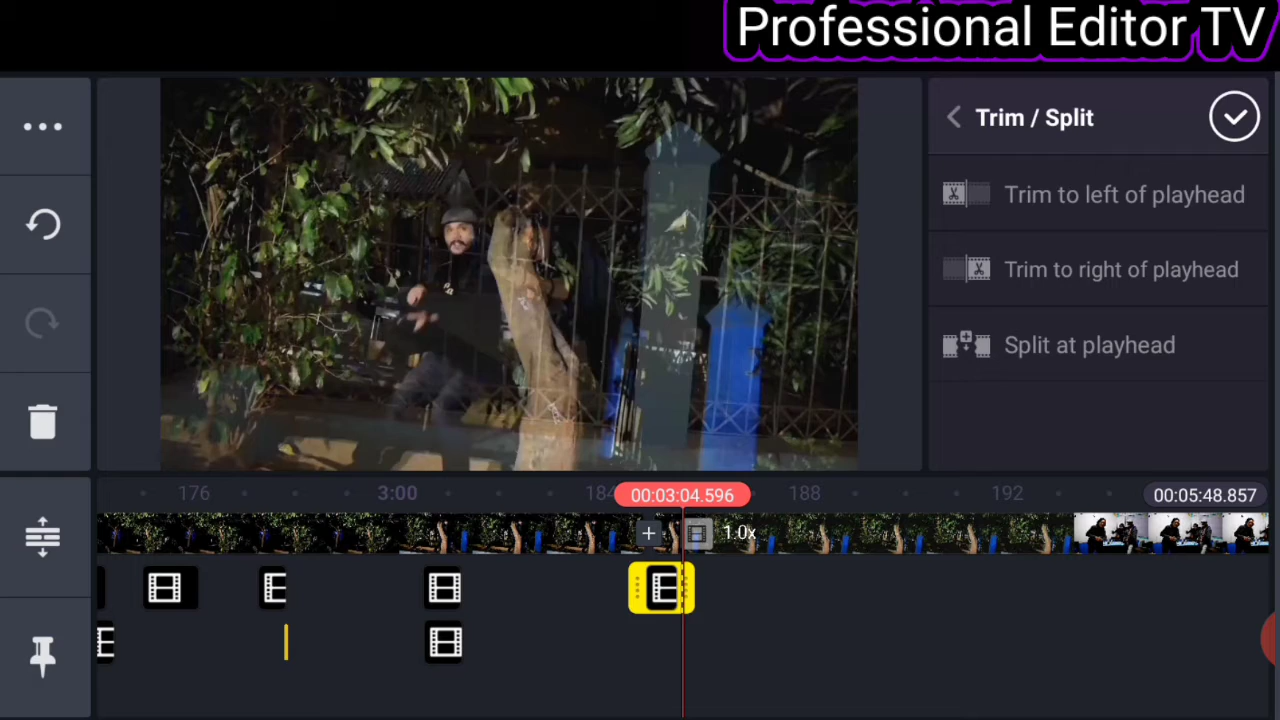 Professional Editor TV
Trim / Split
Trim to left of playhead
Trim to right of playhead
Split at playhead
176
3:00
184
00:03:04.596
188
192
00:05:48.857
1.0x